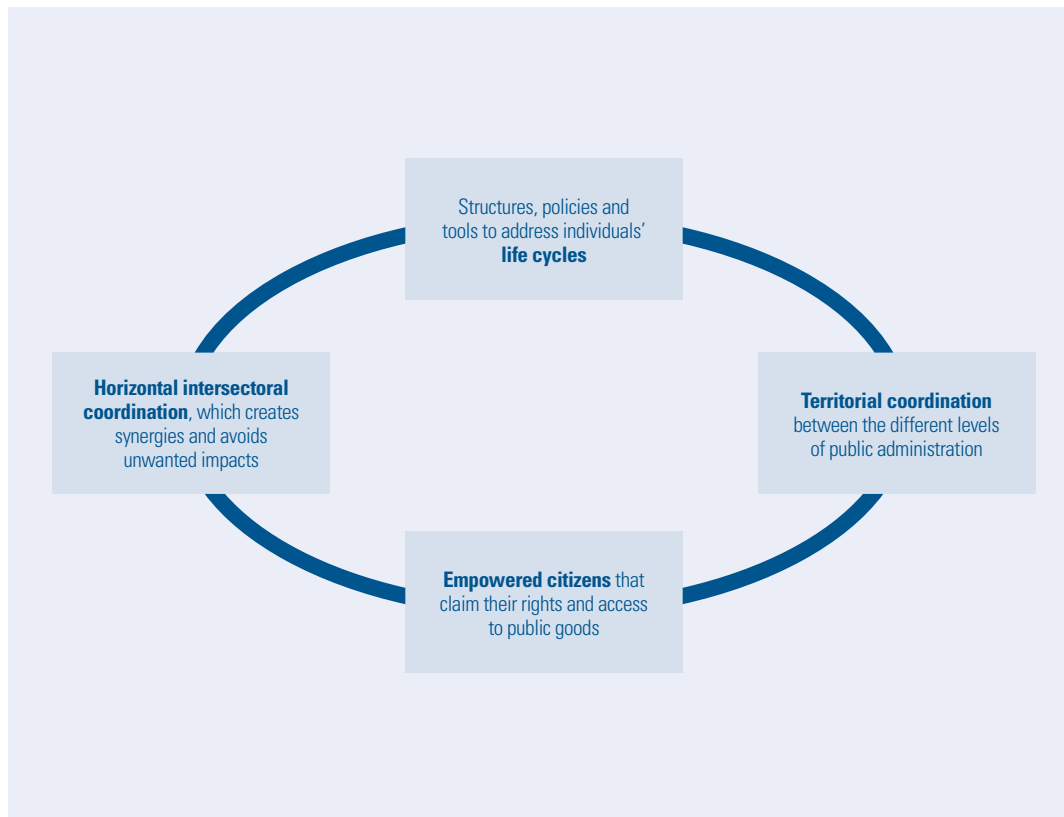 Structures, policies and
tools to address individuals’
life cycles
Horizontal intersectoral
coordination, which creates
synergies and avoids
unwanted impacts
Territorial coordination
between the different levels
of public administration
Empowered citizens that
claim their rights and access
to public goods